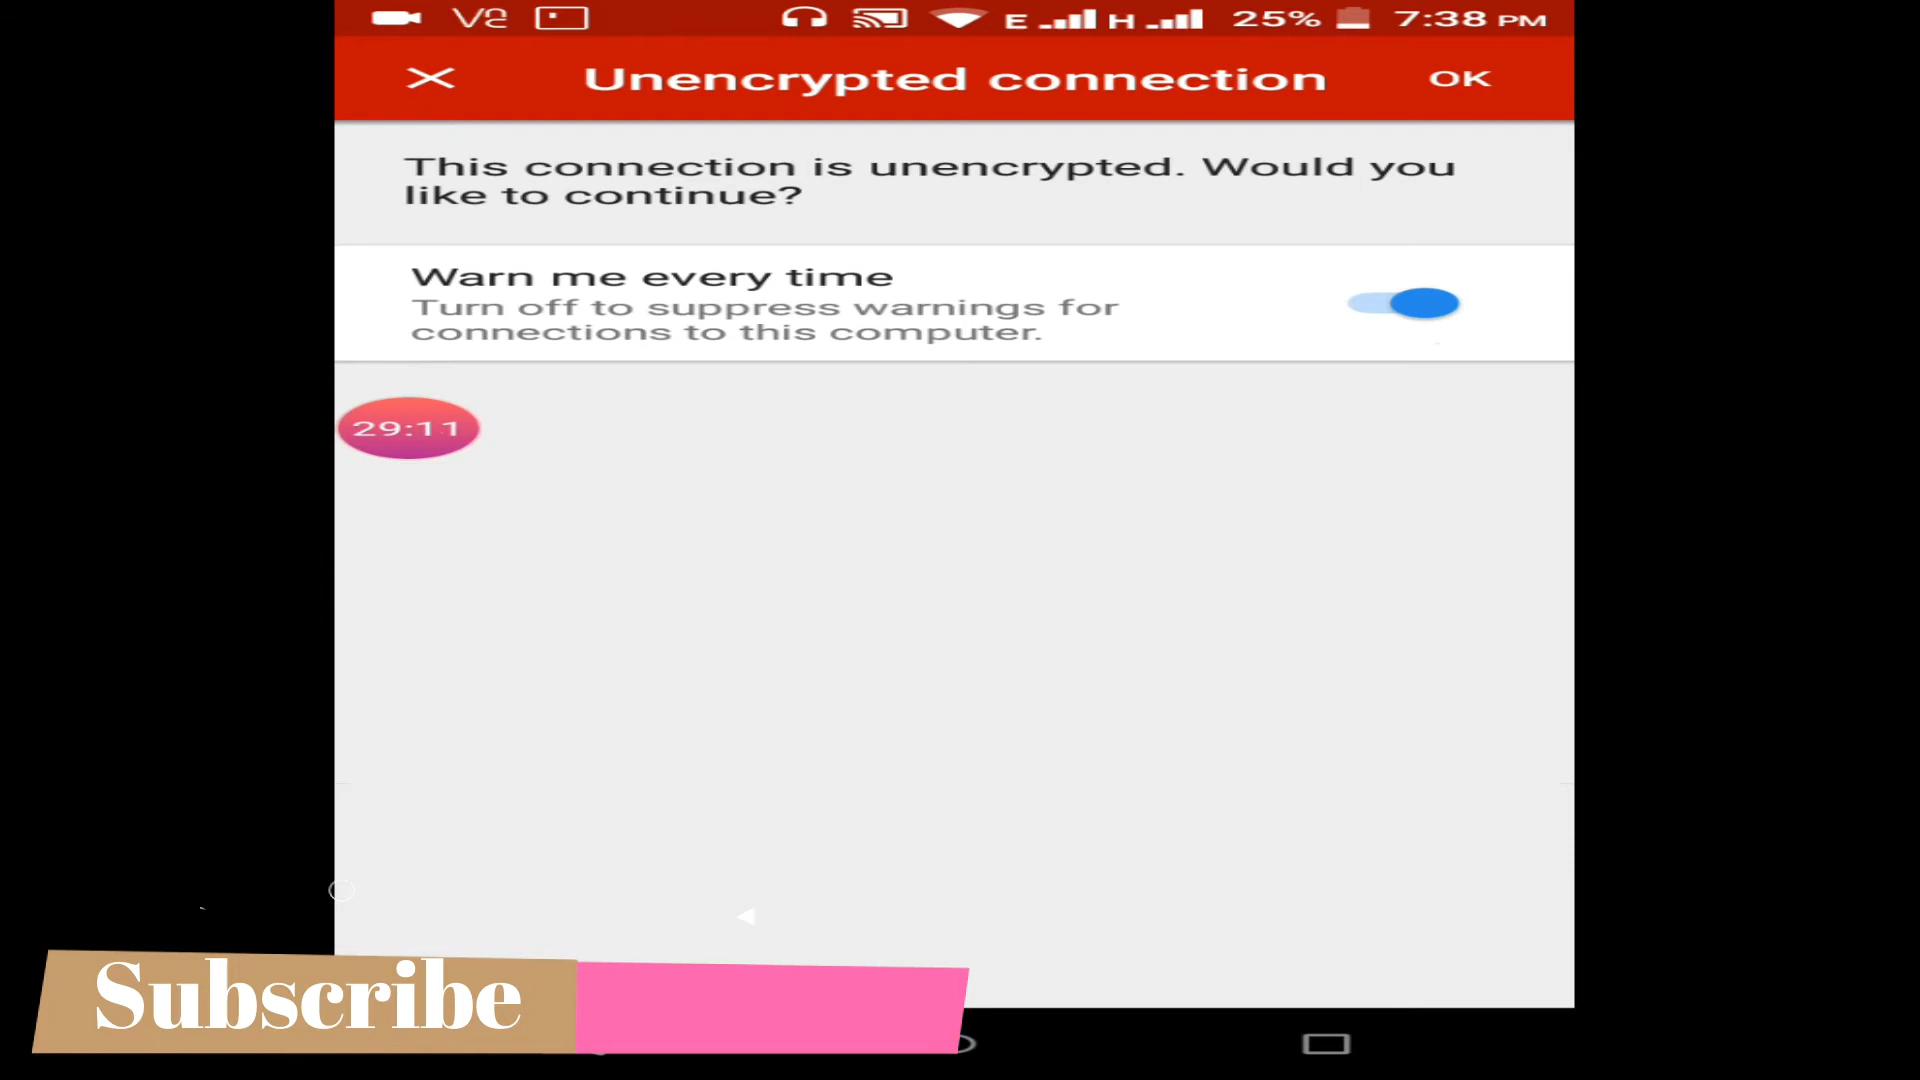 25% 7:38 PM
Unencrypted connection
OK
This connection is unencrypted. Would you
like to continue?
Warn me every time
Turn off to suppress warnings for
connections to this computer.
29:11
Subscribe